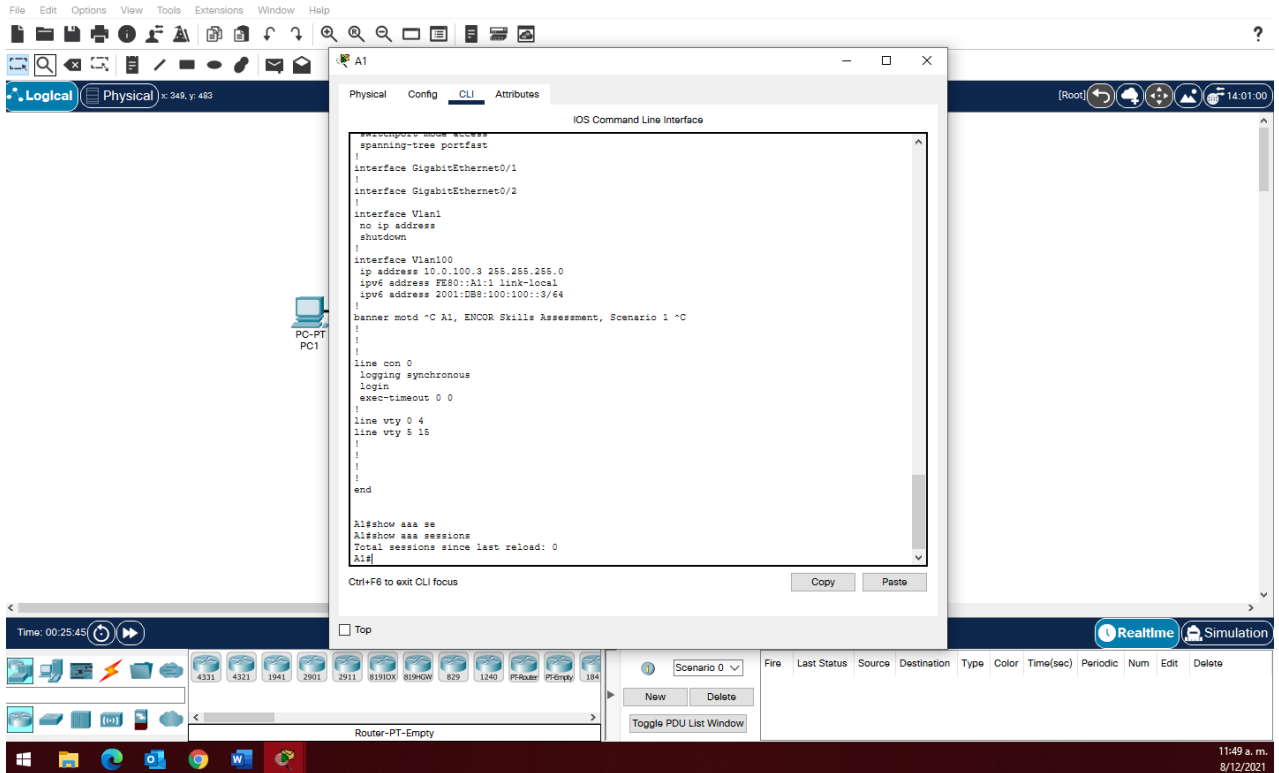 File Edit Options View Tools Extensions Window Help
?
A1
Logical Physical x: 349, y: 483 [Root] 14:01:00
Physical Config CLI Attributes
IOS Command Line Interface
switchport mode access
spanning-tree portfast
!
interface GigabitEthernet0/1
!
interface GigabitEthernet0/2
!
interface Vlan1
no ip address
shutdown
!
interface Vlan100
ip address 10.0.100.3 255.255.255.0
ipv6 address FE80::A1:1 link-local
ipv6 address 2001:DB8:100:100::3/64
!
banner motd ^C A1, ENCOR Skills Assessment, Scenario 1 ^C
!
!
!
line con 0
logging synchronous
login
exec-timeout 0 0
!
line vty 0 4
line vty 5 15
!
!
!
!
end
A1#show aaa se
A1#show aaa sessions
Total sessions since last reload: 0
A1#
PC-PT
PC1
Ctrl+F6 to exit CLI focus Copy Paste
Top
Time: 00:25:45 Realtime Simulation
4331 4321 1941 2901 2911 819IOX 819HGW 829 1240 PT-Router PT-Empty 184
Scenario 0
New Delete
Toggle PDU List Window
Fire Last Status Source Destination Type Color Time(sec) Periodic Num Edit Delete
Router-PT-Empty
11:49 a. m.
8/12/2021